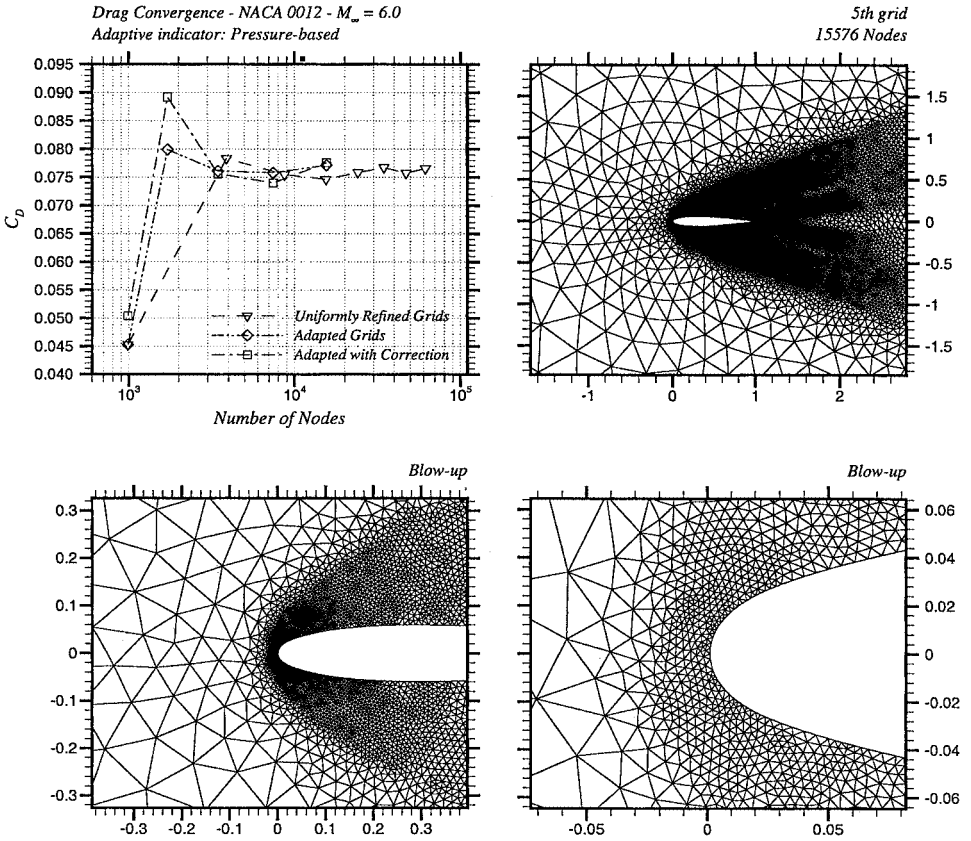 Drag Convergence - NACA 0012 - M∞ = 6.0
Adaptive indicator: Pressure-based
0.095
0.090
0.085
0.080
0.075
0.070
0.065
0.060
0.055
0.050
0.045
0.040
C_D
Uniformly Refined Grids
Adapted Grids
Adapted with Correction
10³ 10⁴ 10⁵
Number of Nodes
5th grid
15576 Nodes
1.5
1
0.5
0
-0.5
-1
-1.5
-1 0 1 2
Blow-up
0.3
0.2
0.1
0
-0.1
-0.2
-0.3
-0.3 -0.2 -0.1 0 0.1 0.2 0.3
Blow-up
0.06
0.04
0.02
0
-0.02
-0.04
-0.06
-0.05 0 0.05